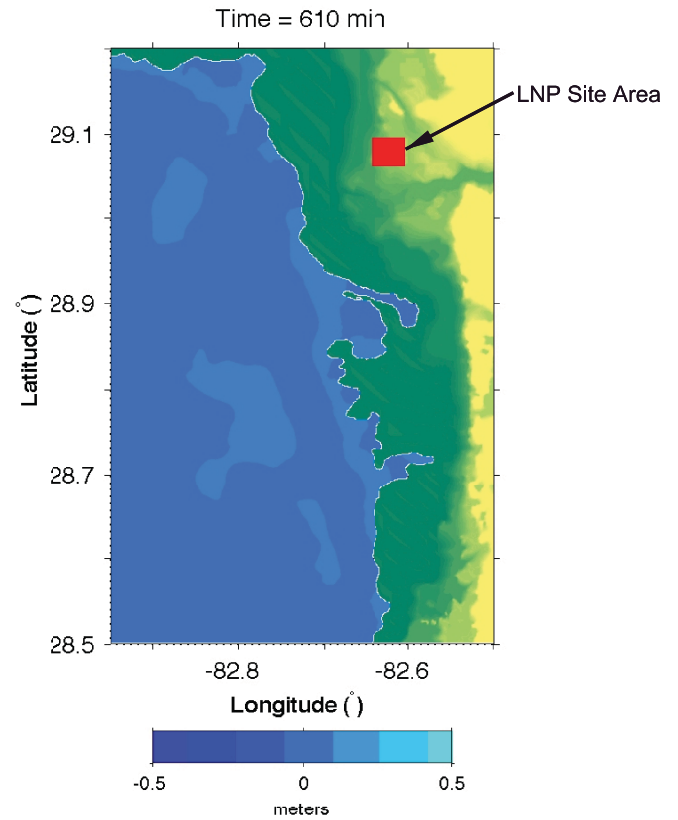 Time = 610 min
LNP Site Area
29.1
28.9
Latitude (°)
28.7
28.5
-82.8 -82.6
Longitude (°)
-0.5 0 0.5
meters